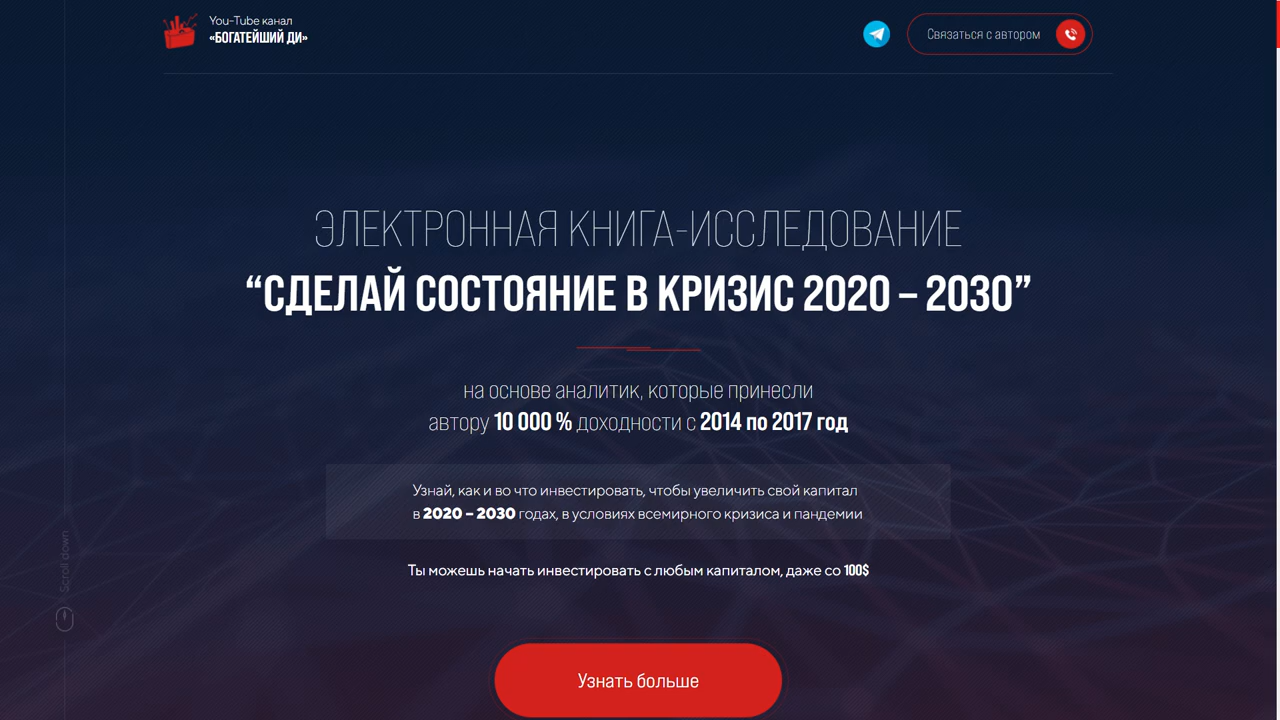 You-Tube канал
«БОГАТЕЙШИЙ ДИ»
Связаться с автором
ЭЛЕКТРОННАЯ КНИГА-ИССЛЕДОВАНИЕ
“СДЕЛАЙ СОСТОЯНИЕ В КРИЗИС 2020 – 2030”
на основе аналитик, которые принесли
автору 10 000 % доходности с 2014 по 2017 год
Узнай, как и во что инвестировать, чтобы увеличить свой капитал
в 2020 – 2030 годах, в условиях всемирного кризиса и пандемии
Ты можешь начать инвестировать с любым капиталом, даже со 100$
Scroll down
Узнать больше